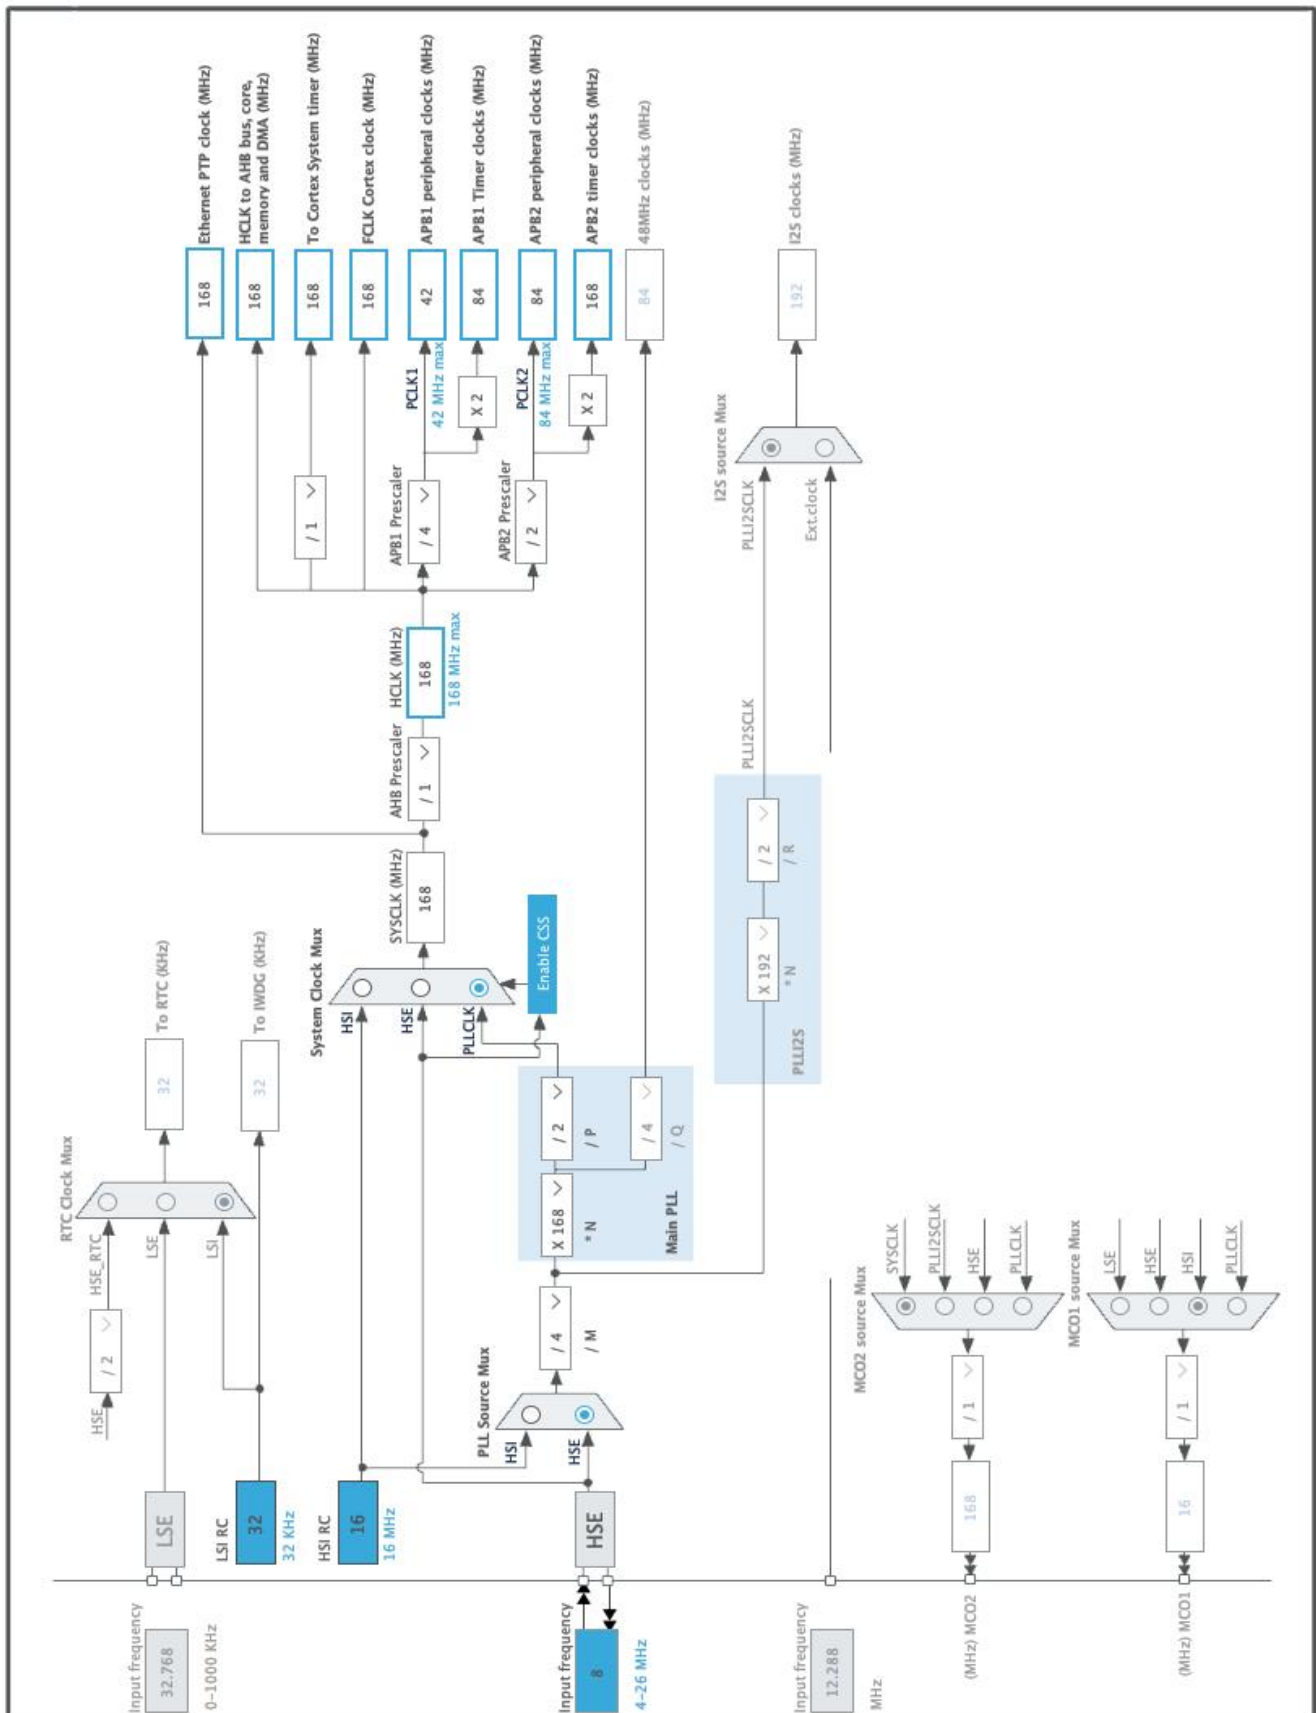 Input frequency
32.768
0-1000 KHz
LSE
HSE
/ 2
HSE_RTC
LSE
LSI
RTC Clock Mux
32
To RTC (KHz)
LSI RC
32
32 KHz
32
To IWDG (KHz)
HSI RC
16
16 MHz
Input frequency
8
4-26 MHz
HSE
PLL Source Mux
HSI
HSE
/ 4
/ M
X 168
* N
/ 2
/ P
/ 4
/ Q
Main PLL
System Clock Mux
HSI
HSE
PLLCLK
Enable CSS
SYSCLK (MHz)
168
AHB Prescaler
/ 1
HCLK (MHz)
168
168 MHz max
168
Ethernet PTP clock (MHz)
168
HCLK to AHB bus, core,
memory and DMA (MHz)
/ 1
168
To Cortex System timer (MHz)
168
FCLK Cortex clock (MHz)
APB1 Prescaler
/ 4
PCLK1
42 MHz max
42
APB1 peripheral clocks (MHz)
X 2
84
APB1 Timer clocks (MHz)
APB2 Prescaler
/ 2
PCLK2
84 MHz max
84
APB2 peripheral clocks (MHz)
X 2
168
APB2 timer clocks (MHz)
84
48MHz clocks (MHz)
PLLI2S
X 192
* N
/ 2
/ R
PLLI2SCLK
PLLI2SCLK
I2S source Mux
Ext.clock
192
I2S clocks (MHz)
Input frequency
12.288
MHz
MCO2 source Mux
SYSCLK
PLLI2SCLK
HSE
PLLCLK
/ 1
168
(MHz) MCO2
MCO1 source Mux
LSE
HSE
HSI
PLLCLK
/ 1
16
(MHz) MCO1